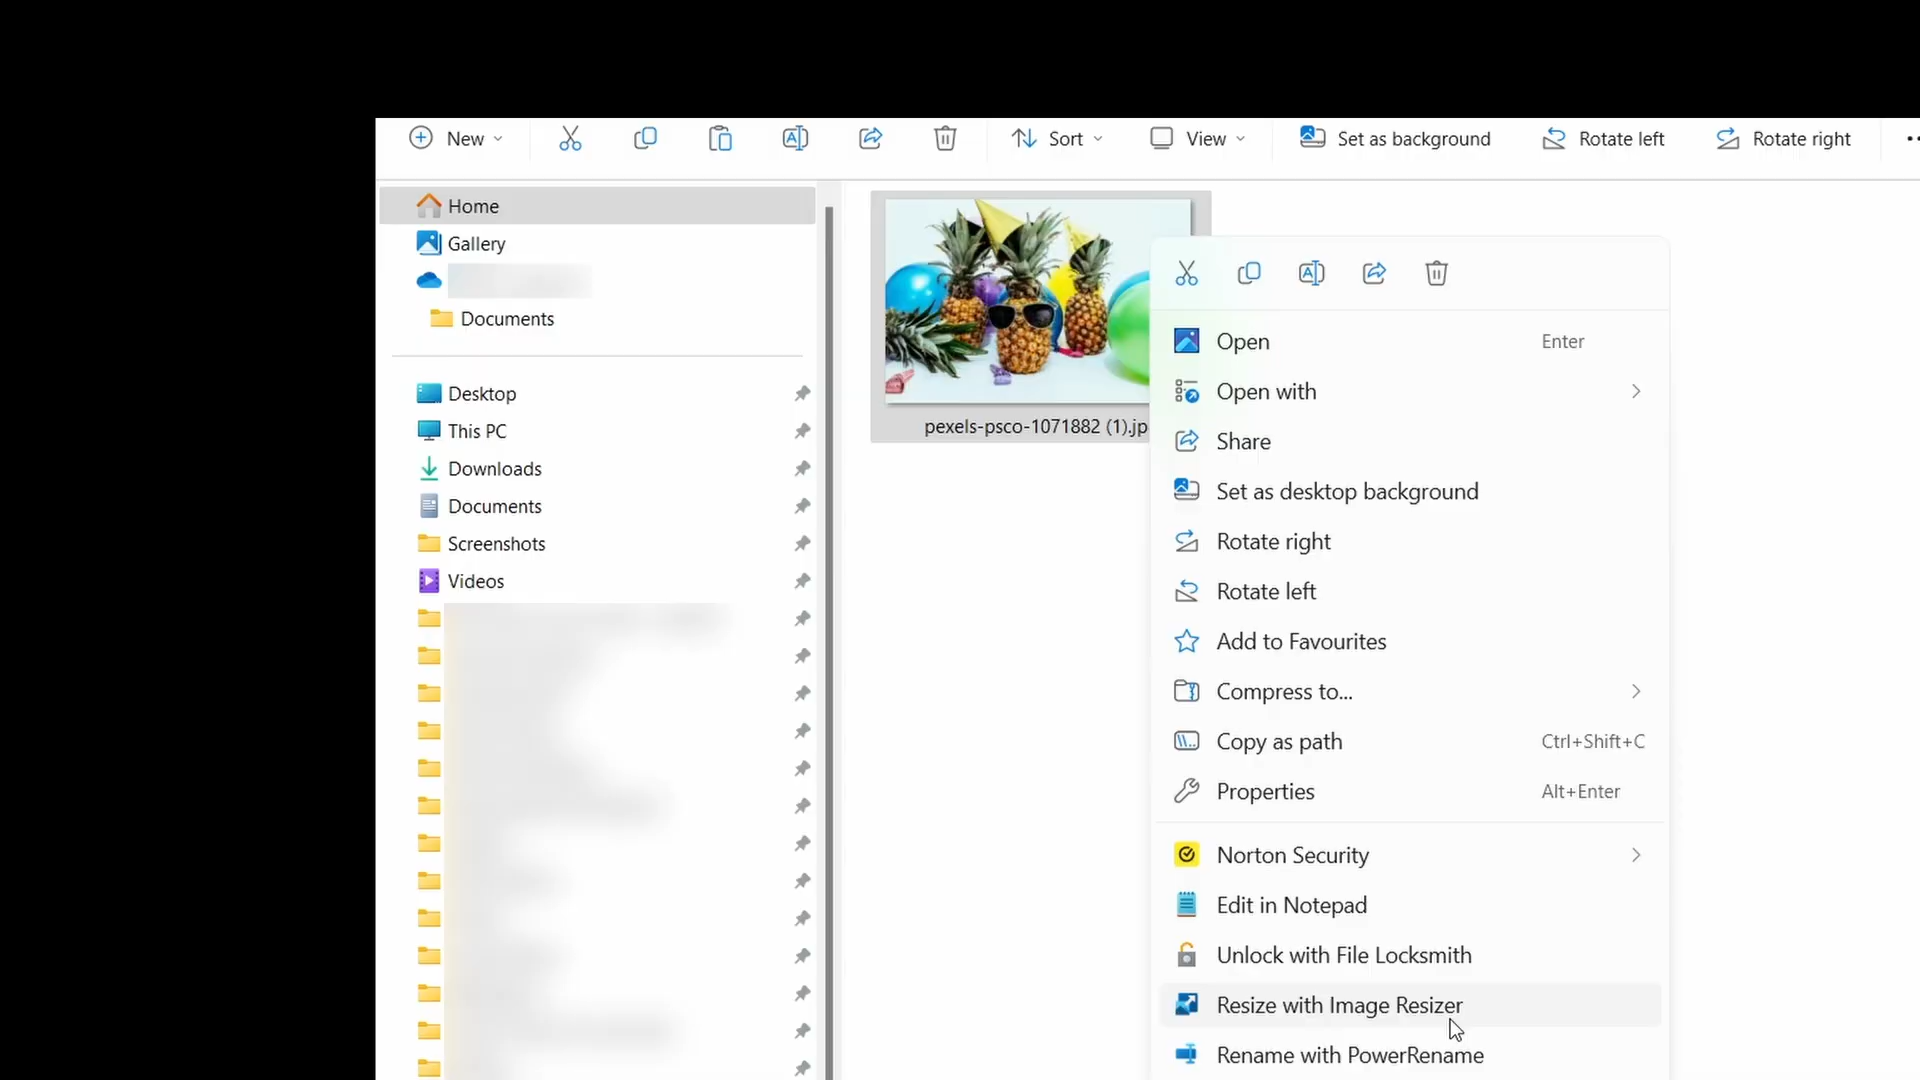 New
Sort
View
Set as background
Rotate left
Rotate right
Home
Gallery
Documents
Desktop
This PC
Downloads
Documents
Screenshots
Videos
pexels-psco-1071882 (1).jp
Open Enter
Open with
Share
Set as desktop background
Rotate right
Rotate left
Add to Favourites
Compress to...
Copy as path Ctrl+Shift+C
Properties Alt+Enter
Norton Security
Edit in Notepad
Unlock with File Locksmith
Resize with Image Resizer
Rename with PowerRename